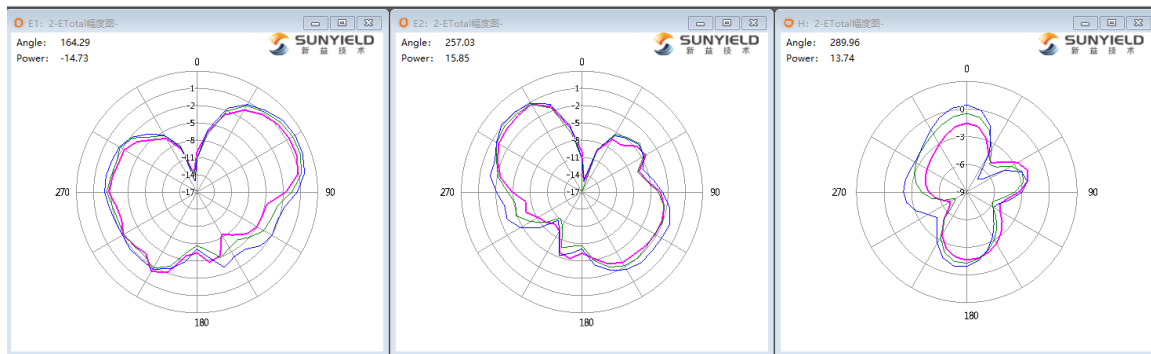 E1: 2-ETotal幅度图-
Angle: 164.29
Power: -14.73
SUNYIELD
新益技术
0
1
-2
-5
-8
-11
-14
-17
270
90
180
E2: 2-ETotal幅度图-
Angle: 257.03
Power: 15.85
SUNYIELD
新益技术
0
1
-2
-5
-8
-11
-14
-17
270
90
180
H: 2-ETotal幅度图-
Angle: 289.96
Power: 13.74
SUNYIELD
新益技术
0
0
-3
-6
-9
270
90
180